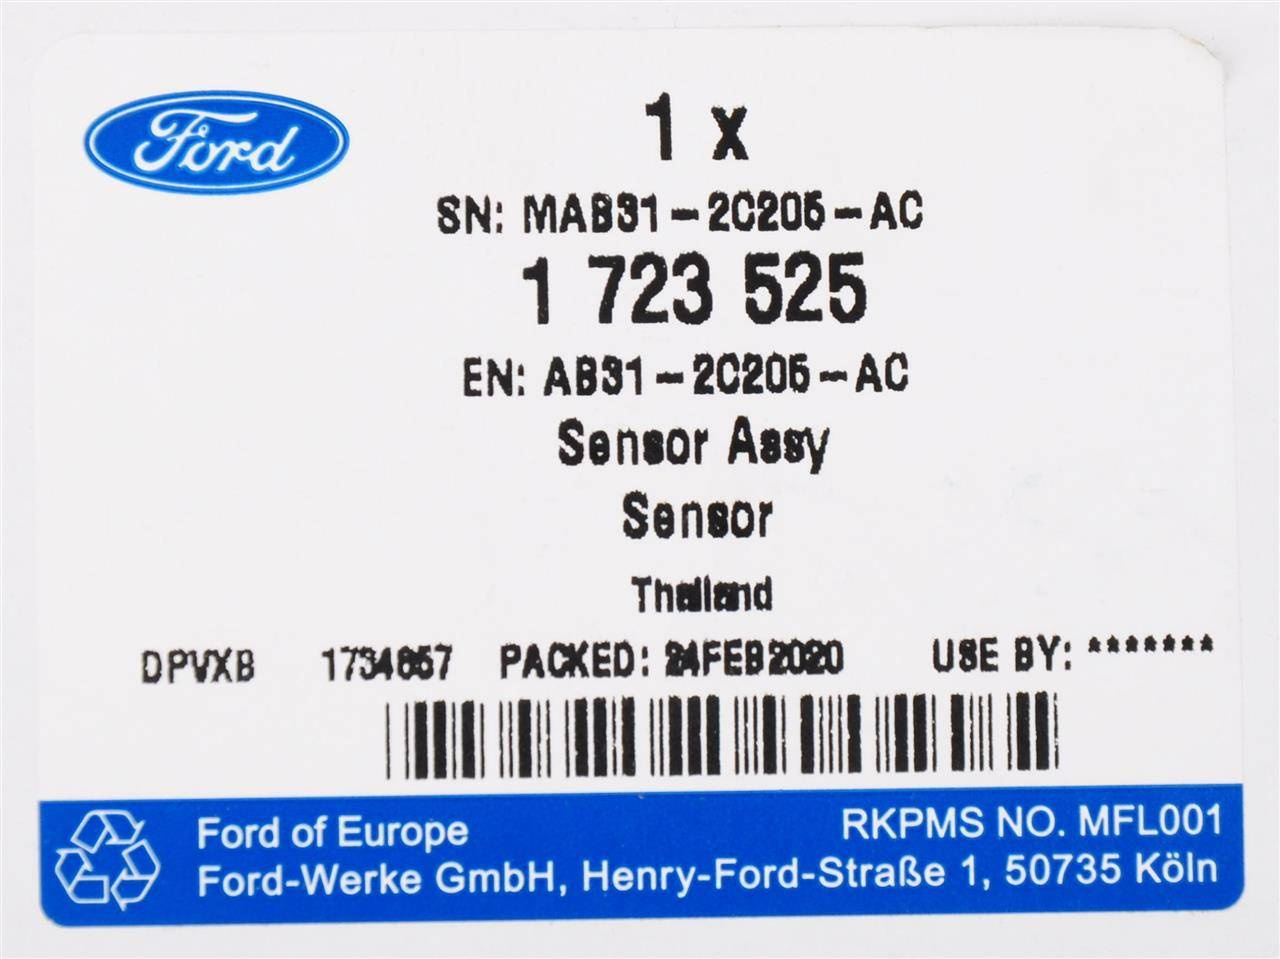 Ford
1 x
SN: MAB31-2C205-AC
1 723 525
EN: AB31-2C205-AC
Sensor Assy
Sensor
Thailand
DPVXB 1734657 PACKED: 24FEB2020 USE BY: *******
Ford of Europe
RKPMS NO. MFL001
Ford-Werke GmbH, Henry-Ford-Straße 1, 50735 Köln